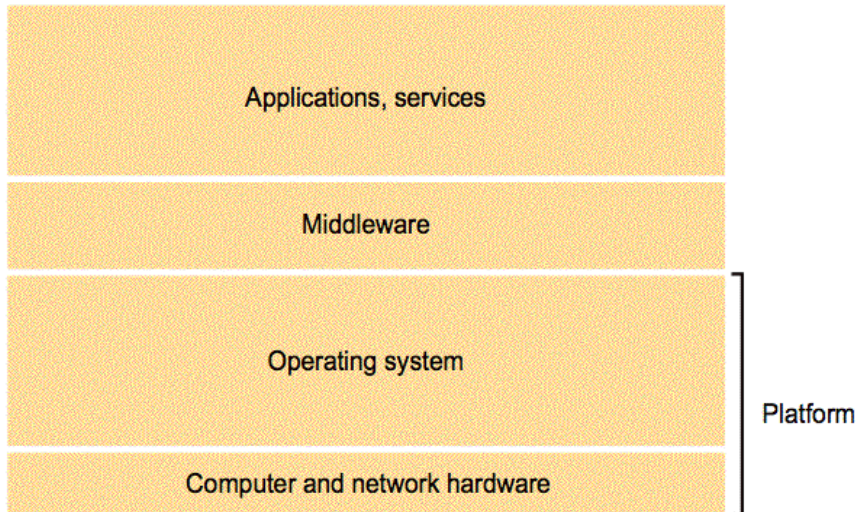 Applications, services
Middleware
Operating system
Platform
Computer and network hardware